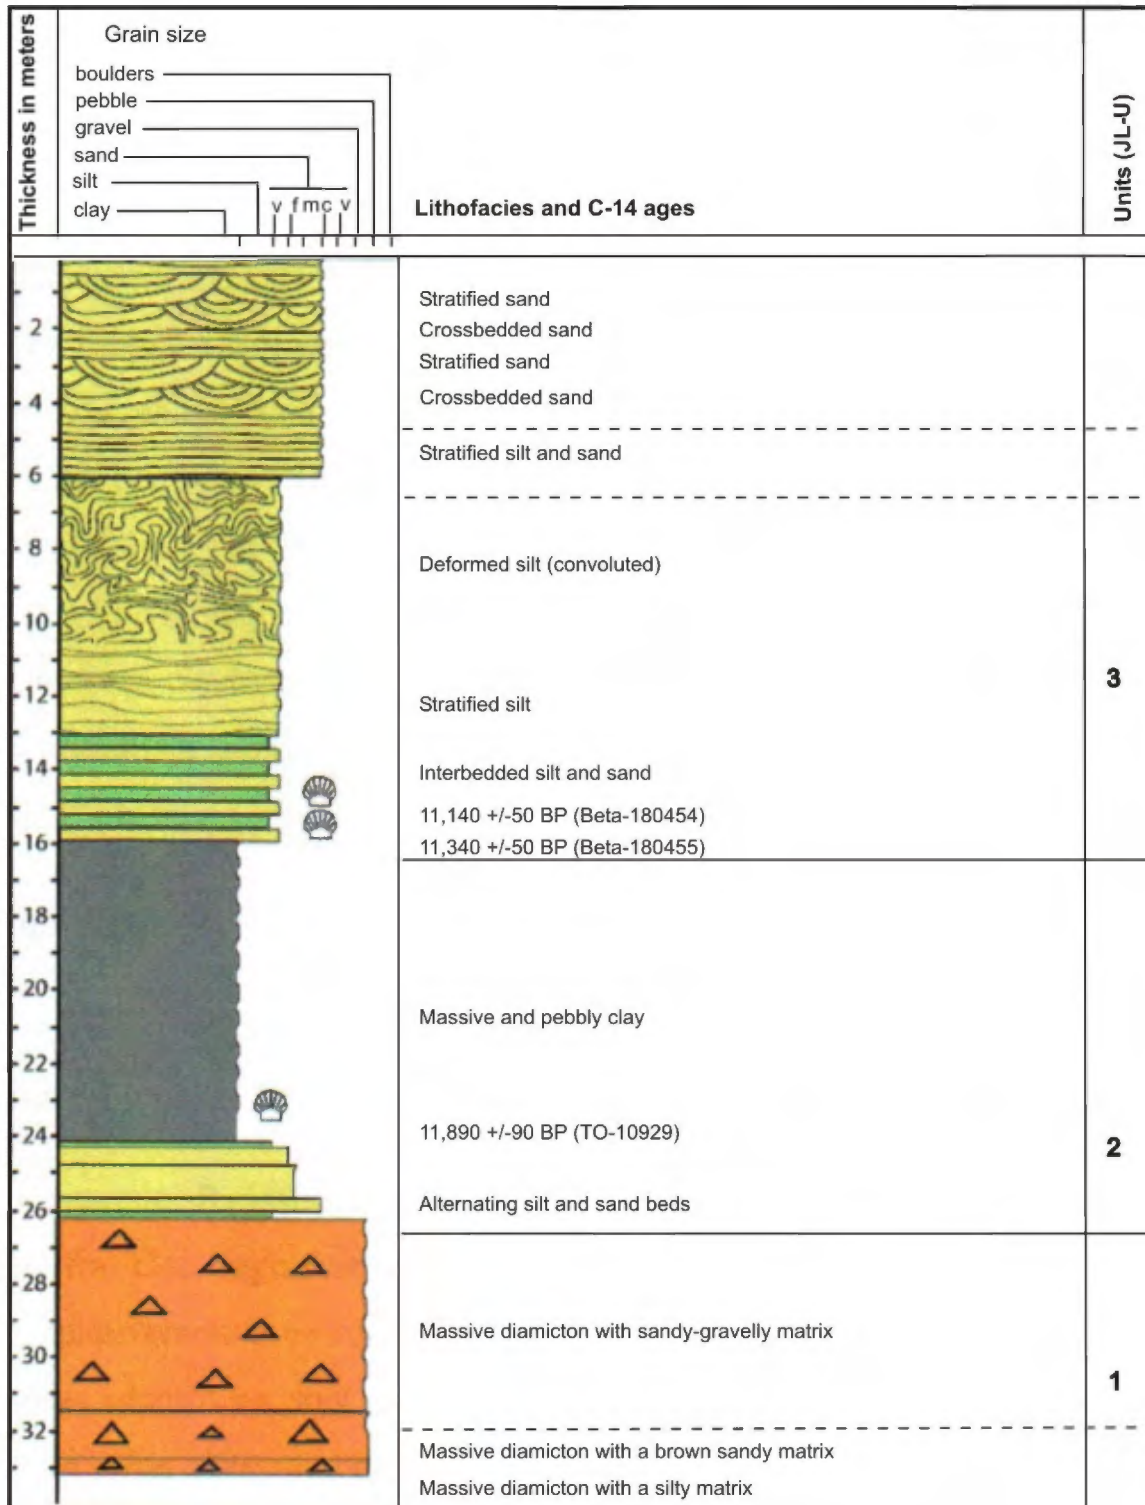 Thickness in meters
Grain size
boulders
pebble
gravel
sand
silt
clay
v f m c v
Lithofacies and C-14 ages
Units (JL-U)
Stratified sand
2
Crossbedded sand
Stratified sand
4
Crossbedded sand
Stratified silt and sand
6
8
Deformed silt (convoluted)
10
3
12
Stratified silt
14
Interbedded silt and sand
11,140 +/-50 BP (Beta-180454)
16
11,340 +/-50 BP (Beta-180455)
18
20
Massive and pebbly clay
22
24
11,890 +/-90 BP (TO-10929)
2
26
Alternating silt and sand beds
28
Massive diamicton with sandy-gravelly matrix
30
1
32
Massive diamicton with a brown sandy matrix
Massive diamicton with a silty matrix